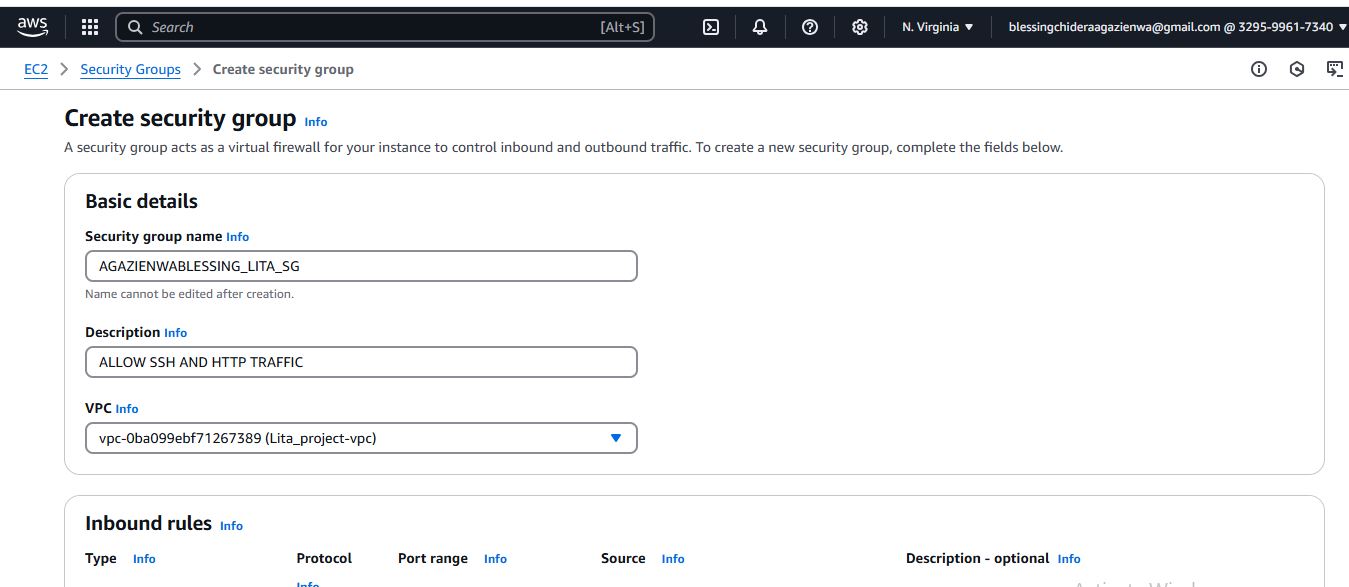 aws Search [Alt+S] N. Virginia blessingchideraagazienwa@gmail.com @ 3295-9961-7340
EC2 > Security Groups > Create security group
Create security group Info
A security group acts as a virtual firewall for your instance to control inbound and outbound traffic. To create a new security group, complete the fields below.
Basic details
Security group name Info
AGAZIENWABLESSING_LITA_SG
Name cannot be edited after creation.
Description Info
ALLOW SSH AND HTTP TRAFFIC
VPC Info
vpc-0ba099ebf71267389 (Lita_project-vpc)
Inbound rules Info
Type Info Protocol Port range Info Source Info Description - optional Info
Info